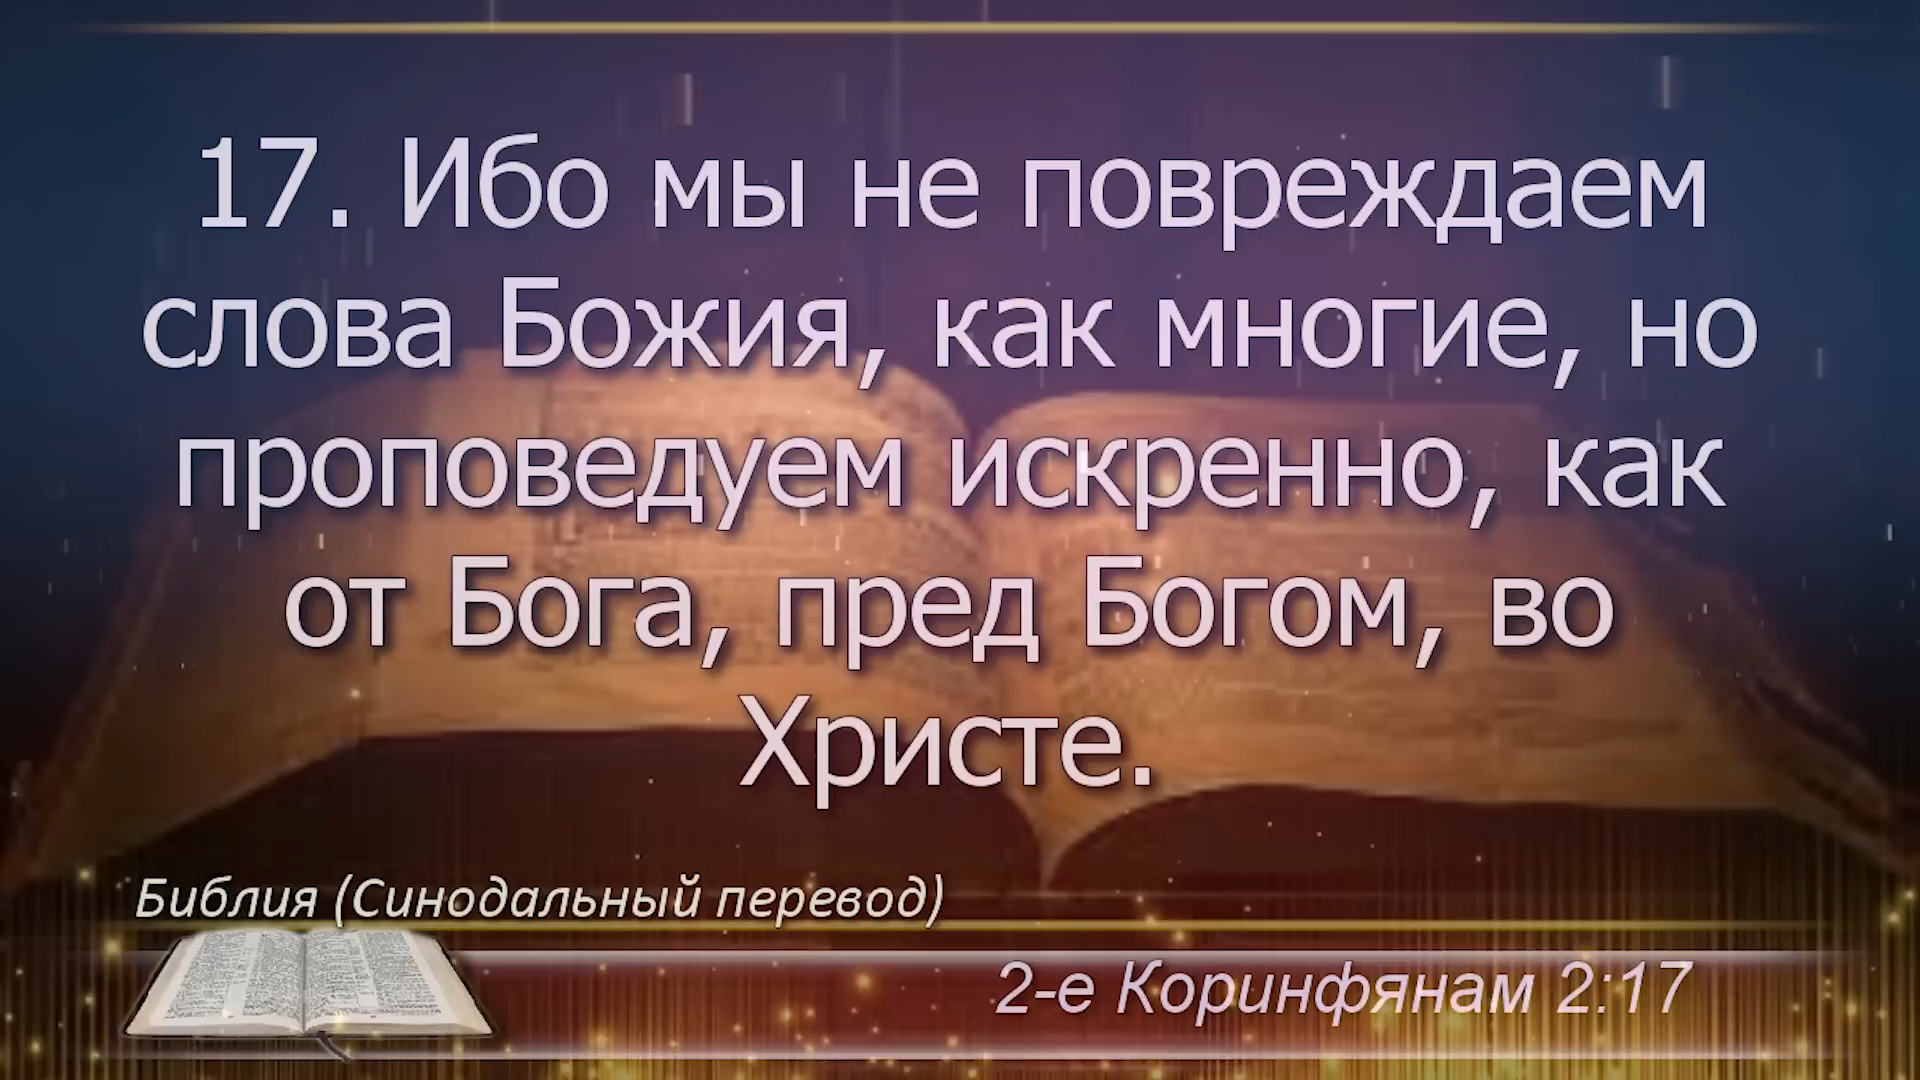 17. Ибо мы не повреждаем
слова Божия, как многие, но
проповедуем искренно, как
от Бога, пред Богом, во
Христе.
Библия (Синодальный перевод)
2-е Коринфянам 2:17